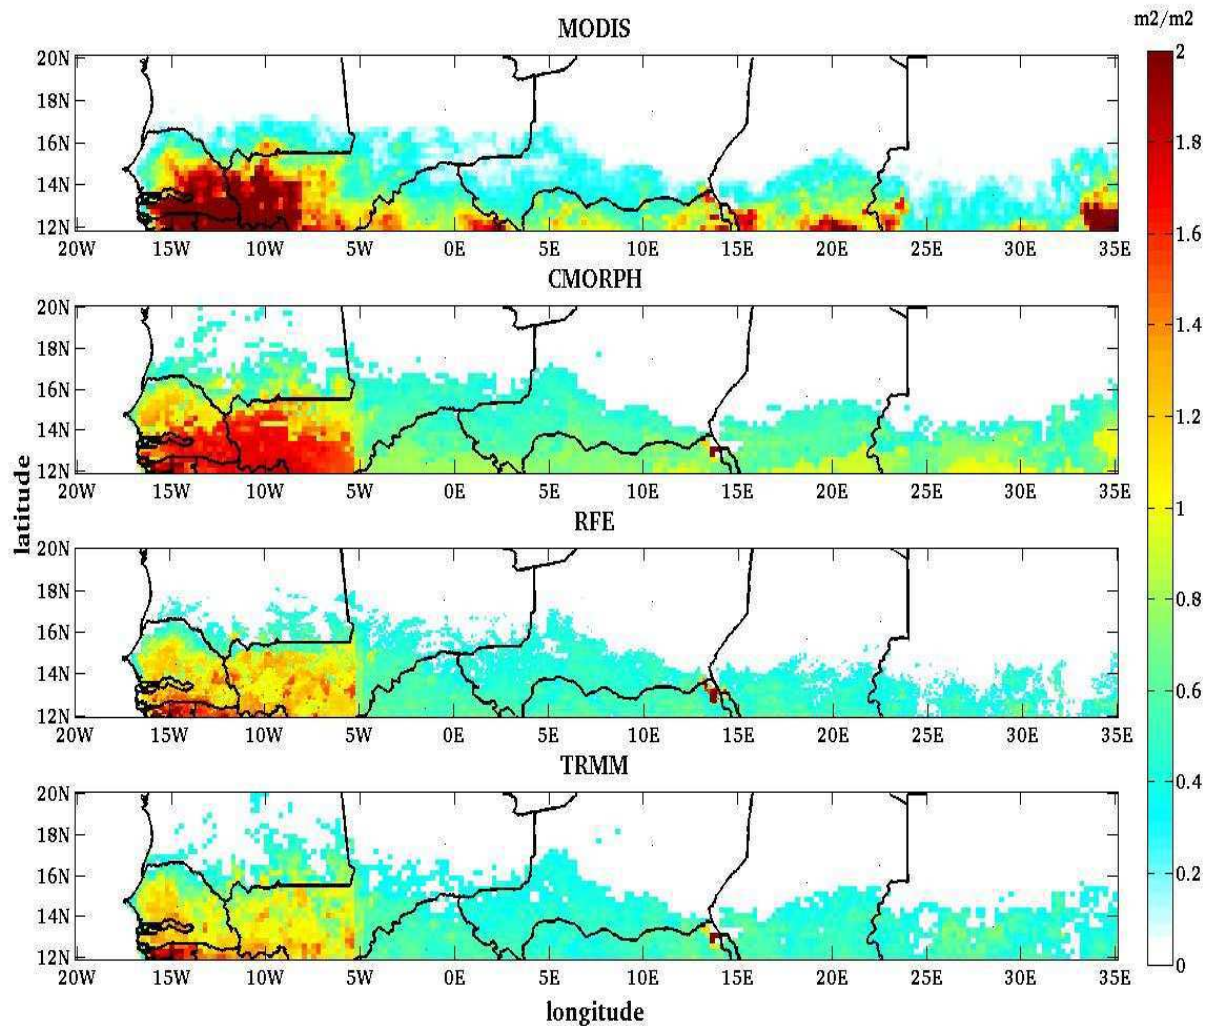 m2/m2
MODIS
20N
18N
16N
14N
12N
20W 15W 10W 5W 0E 5E 10E 15E 20E 25E 30E 35E
CMORPH
20N
18N
16N
14N
12N
20W 15W 10W 5W 0E 5E 10E 15E 20E 25E 30E 35E
latitude
RFE
20N
18N
16N
14N
12N
20W 15W 10W 5W 0E 5E 10E 15E 20E 25E 30E 35E
TRMM
20N
18N
16N
14N
12N
20W 15W 10W 5W 0E 5E 10E 15E 20E 25E 30E 35E
longitude
2
1.8
1.6
1.4
1.2
1
0.8
0.6
0.4
0.2
0